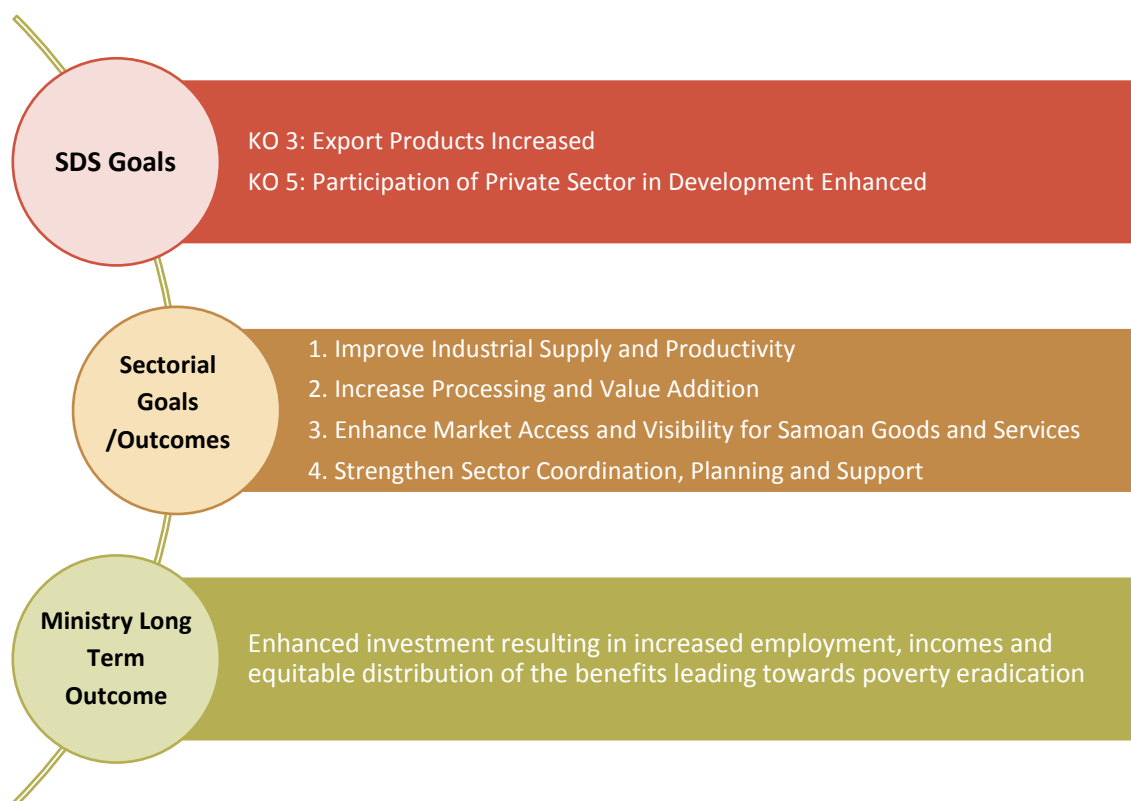 SDS Goals
KO 3: Export Products Increased
KO 5: Participation of Private Sector in Development Enhanced
Sectorial
Goals
/Outcomes
1. Improve Industrial Supply and Productivity
2. Increase Processing and Value Addition
3. Enhance Market Access and Visibility for Samoan Goods and Services
4. Strengthen Sector Coordination, Planning and Support
Ministry Long
Term
Outcome
Enhanced investment resulting in increased employment, incomes and
equitable distribution of the benefits leading towards poverty eradication